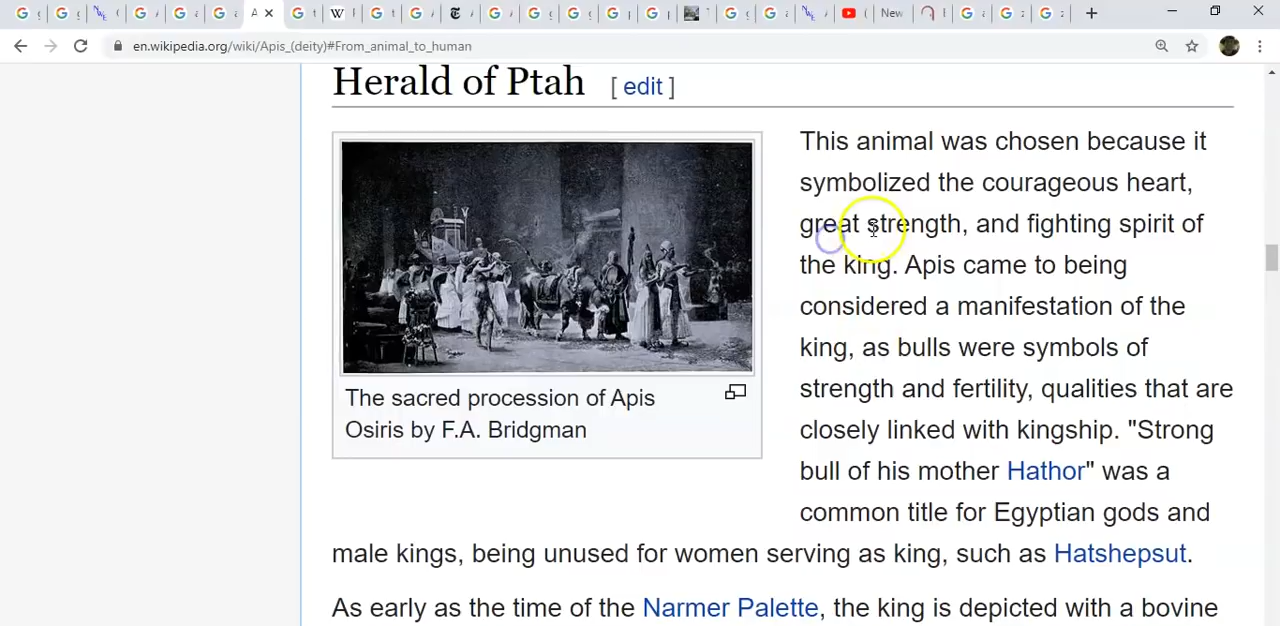 en.wikipedia.org/wiki/Apis_(deity)#From_animal_to_human
Herald of Ptah [ edit ]
This animal was chosen because it
symbolized the courageous heart,
great strength, and fighting spirit of
the king. Apis came to being
considered a manifestation of the
king, as bulls were symbols of
strength and fertility, qualities that are
closely linked with kingship. "Strong
bull of his mother Hathor" was a
common title for Egyptian gods and
male kings, being unused for women serving as king, such as Hatshepsut.
The sacred procession of Apis
Osiris by F.A. Bridgman
As early as the time of the Narmer Palette, the king is depicted with a bovine
New